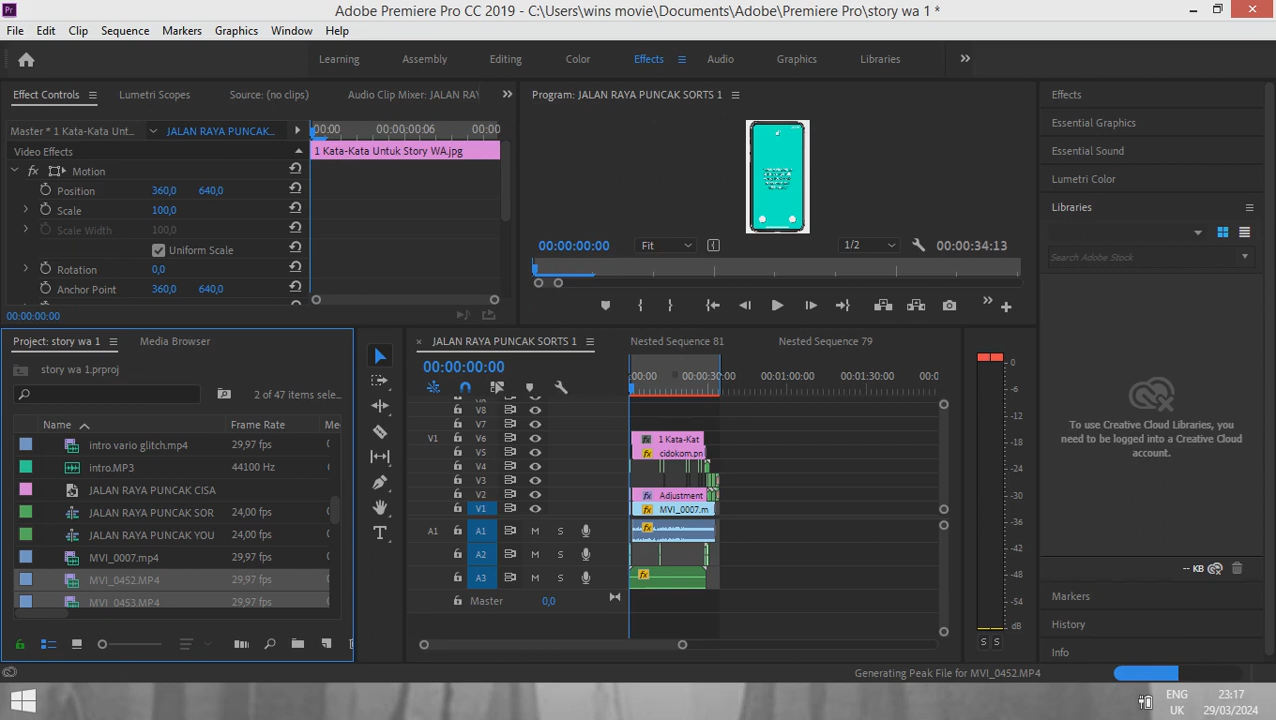 Adobe Premiere Pro CC 2019 - C:\Users\wins movie\Documents\Adobe\Premiere Pro\story wa 1 *
File Edit Clip Sequence Markers Graphics Window Help
Learning Assembly Editing Color Effects Audio Graphics Libraries
Effect Controls Lumetri Scopes Source: (no clips) Audio Clip Mixer: JALAN RAY
Master * 1 Kata-Kata Unt... JALAN RAYA PUNCAK...
:00:00 00:00:00:06 00:00
Video Effects
1 Kata-Kata Untuk Story WA.jpg
fx Motion
Position 360,0 640,0
Scale 100,0
Scale Width 100,0
Uniform Scale
Rotation 0,0
Anchor Point 360,0 640,0
00:00:00:00
Program: JALAN RAYA PUNCAK SORTS 1
00:00:00:00 Fit 1/2 00:00:34:13
Effects
Essential Graphics
Essential Sound
Lumetri Color
Libraries
Search Adobe Stock
To use Creative Cloud Libraries, you
need to be logged into a Creative Cloud
account.
-- KB
Markers
History
Info
Project: story wa 1 Media Browser
story wa 1.prproj
2 of 47 items sele...
Name Frame Rate Me
intro vario glitch.mp4 29,97 fps
intro.MP3 44100 Hz
JALAN RAYA PUNCAK CISA
JALAN RAYA PUNCAK SOR 24,00 fps
JALAN RAYA PUNCAK YOU 24,00 fps
MVI_0007.mp4 29,97 fps
MVI_0452.MP4 29,97 fps
MVI_0453.MP4 29,97 fps
JALAN RAYA PUNCAK SORTS 1 Nested Sequence 81 Nested Sequence 79
00:00:00:00
:00:00 00:00:30:00 00:01:00:00 00:01:30:00 00:0
V8
V7
V1 V6 1 Kata-Kat
V5 fx cidokom.pn
V4
V3
V2 fx Adjustment
V1 fx MVI_0007.m
A1 A1 M S fx
A2 M S
A3 M S fx
Master 0,0
0
-6
-12
-18
-24
-30
-36
-42
-48
-54
dB
S S
Generating Peak File for MVI_0452.MP4
ENG 23:17
UK 29/03/2024